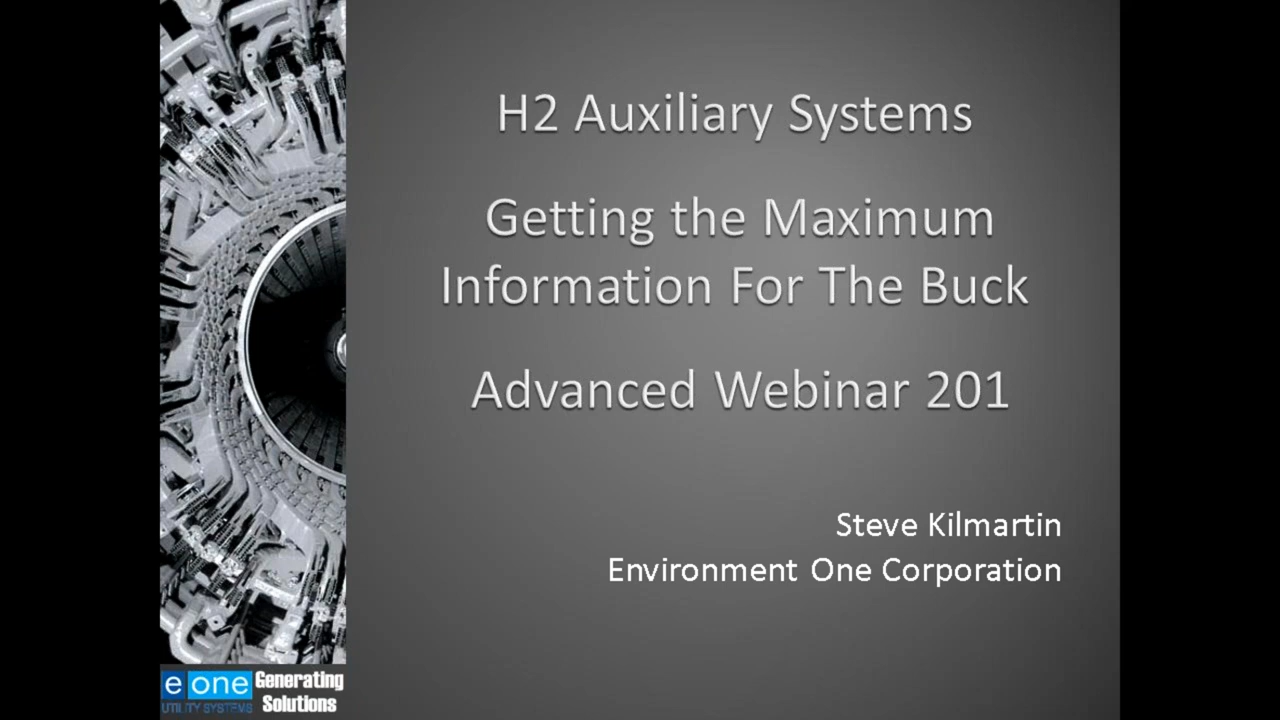 H2 Auxiliary Systems
Getting the Maximum
Information For The Buck
Advanced Webinar 201
Steve Kilmartin
Environment One Corporation
e one
UTILITY SYSTEMS
Generating
Solutions